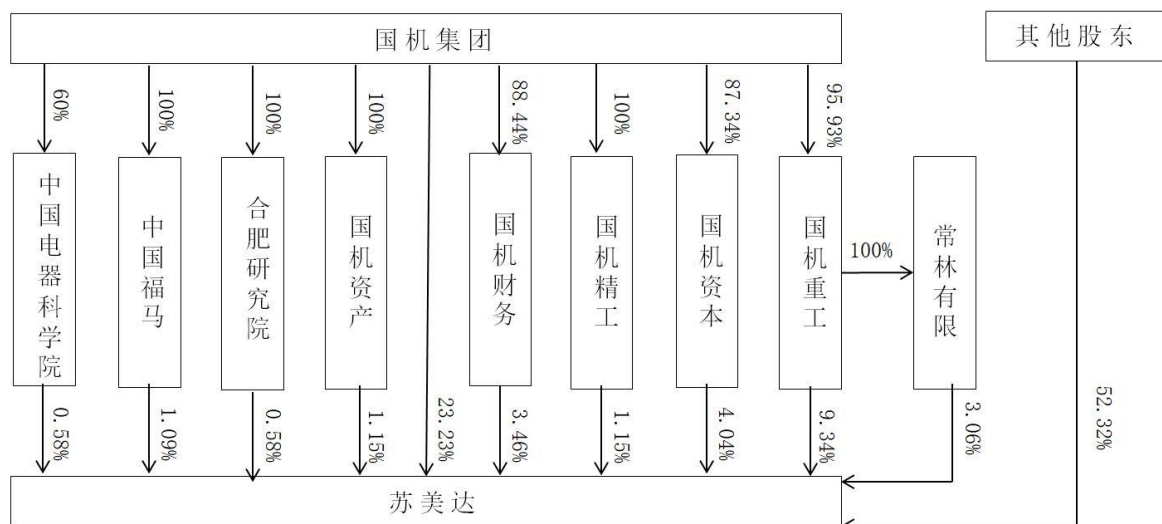 国机集团
其他股东
60%
100%
100%
100%
88.44%
100%
87.34%
95.93%
中国电器科学院
中国福马
合肥研究院
国机资产
国机财务
国机精工
国机资本
国机重工
100%
常林有限
0.58%
1.09%
0.58%
1.15%
23.23%
3.46%
1.15%
4.04%
9.34%
3.06%
52.32%
苏美达